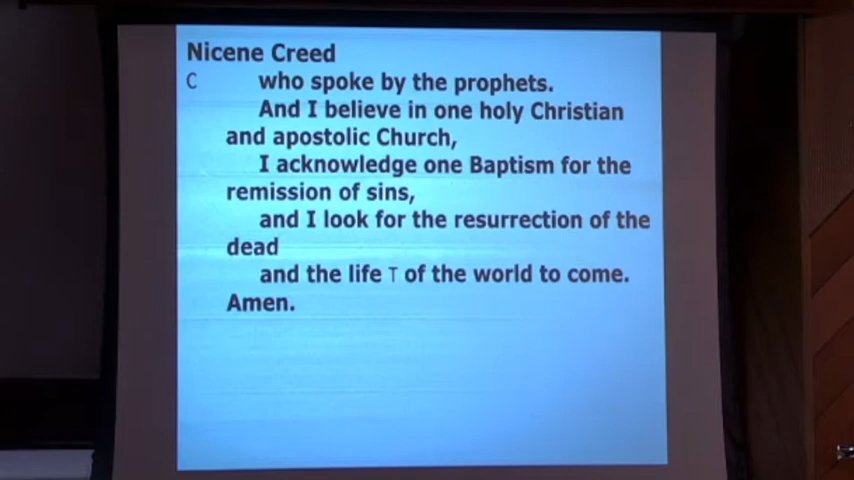 Nicene Creed
C who spoke by the prophets.
And I believe in one holy Christian
and apostolic Church,
I acknowledge one Baptism for the
remission of sins,
and I look for the resurrection of the
dead
and the life T of the world to come.
Amen.